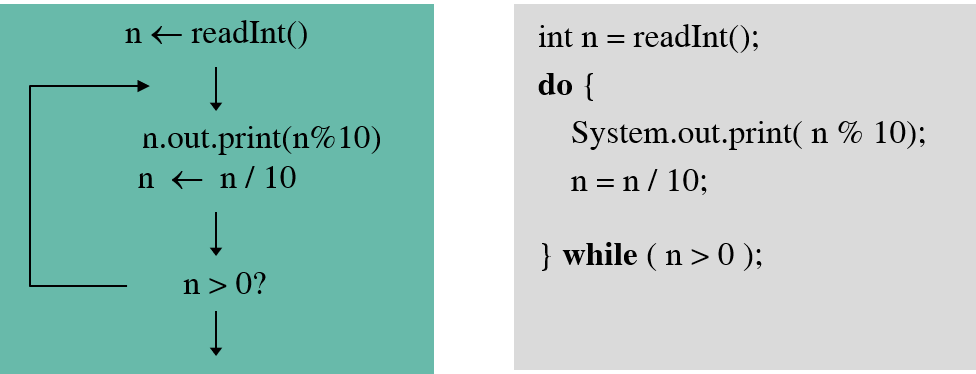 n ← readInt()
n.out.print(n%10)
n ← n / 10
n > 0?
int n = readInt();
do {
System.out.print( n % 10);
n = n / 10;
} while ( n > 0 );